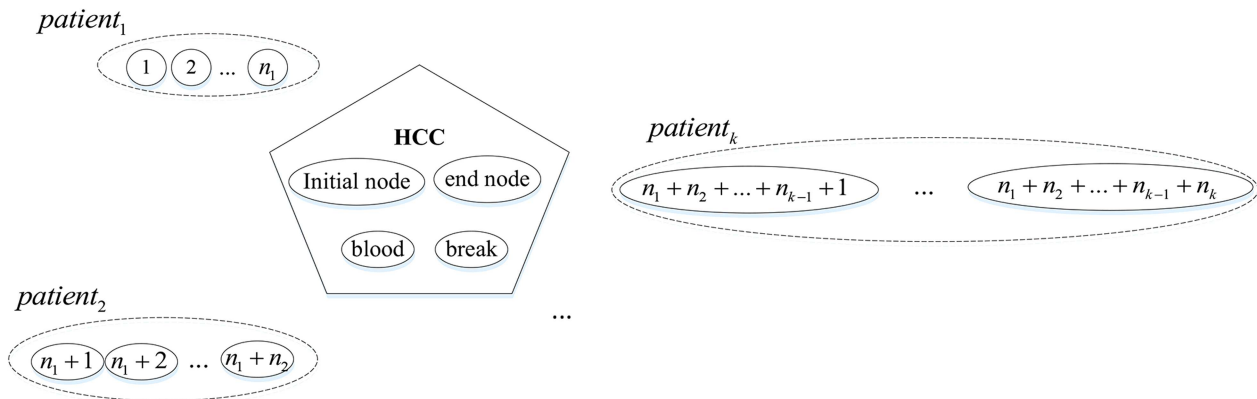 patient₁
1 2 ... n₁
HCC
Initial node end node
blood break
patient₂
n₁ + 1 n₁ + 2 ... n₁ + n₂
...
patientₖ
n₁ + n₂ + ... + nₖ₋₁ + 1 ... n₁ + n₂ + ... + nₖ₋₁ + nₖ